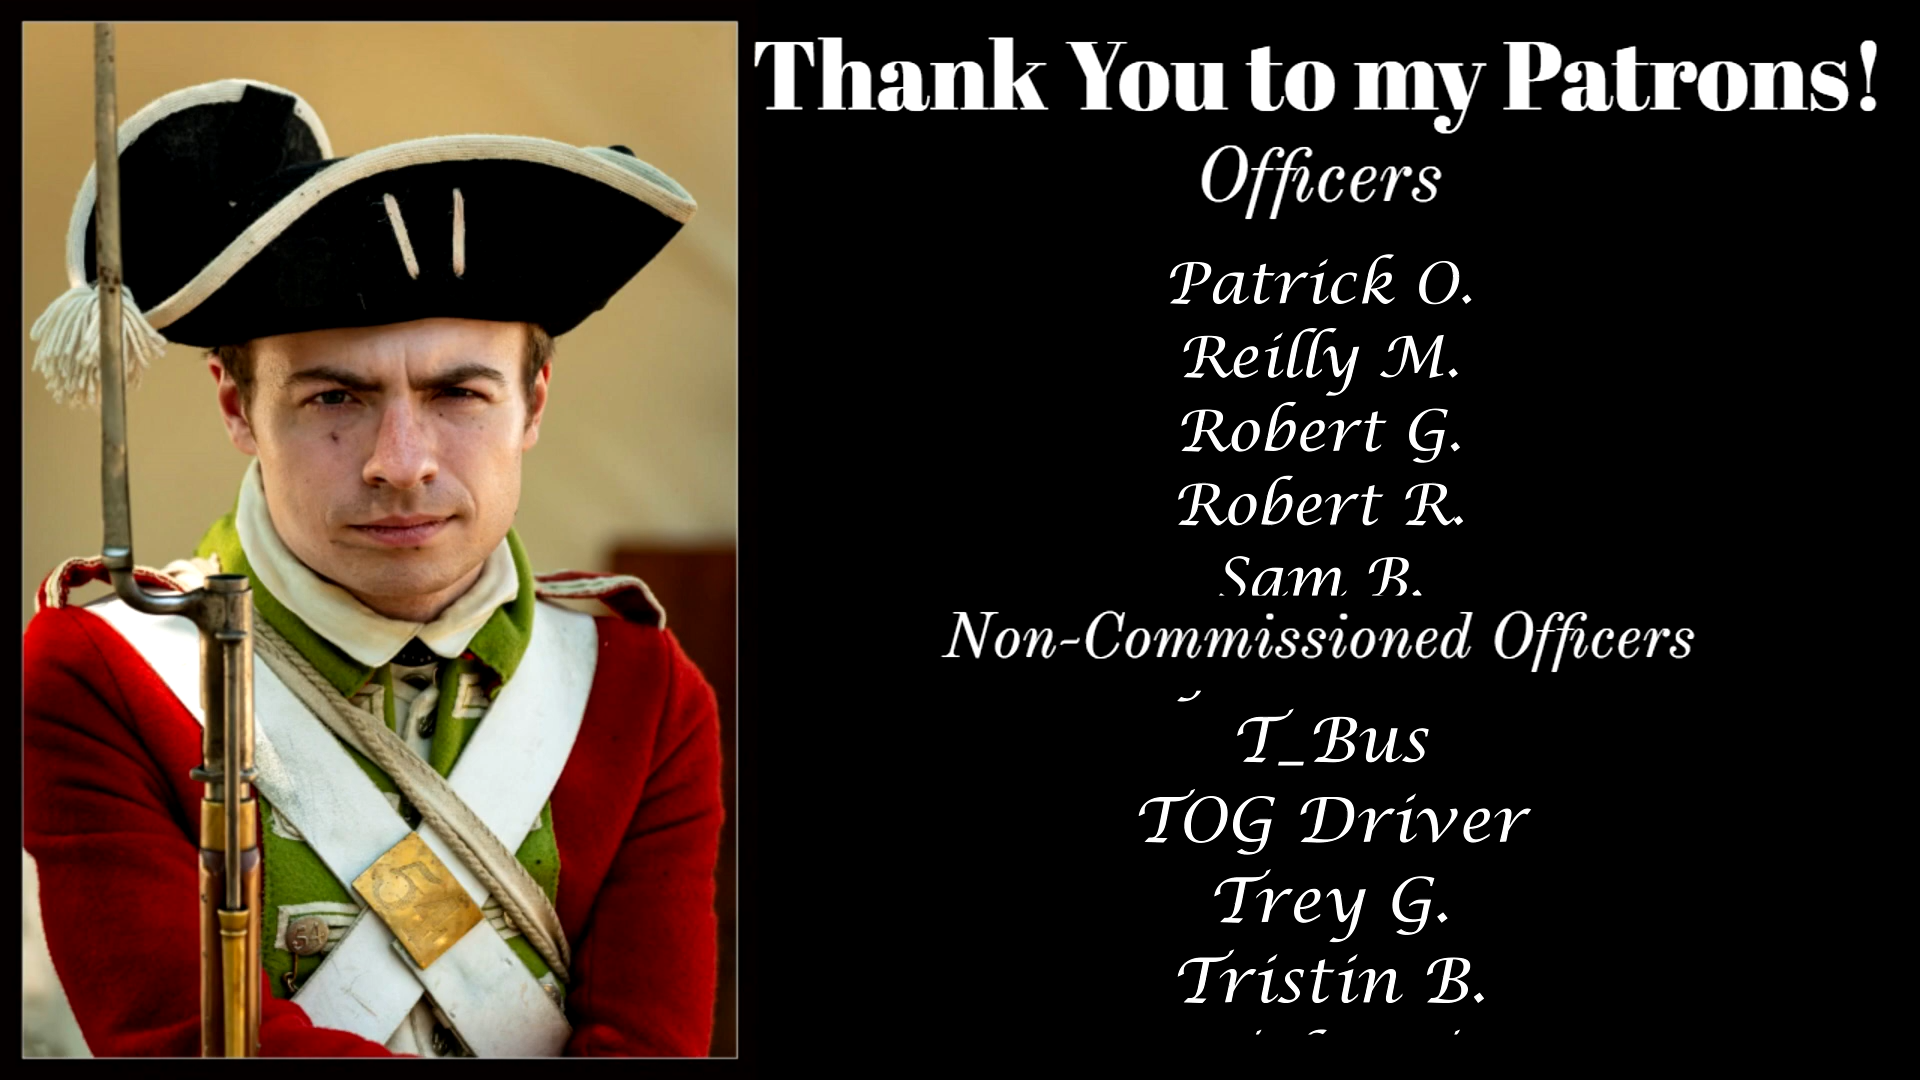 Thank You to my Patrons!
Officers
Patrick O.
Reilly M.
Robert G.
Robert R.
Sam B.
Non-Commissioned Officers
T_Bus
TOG Driver
Trey G.
Tristin B.
54